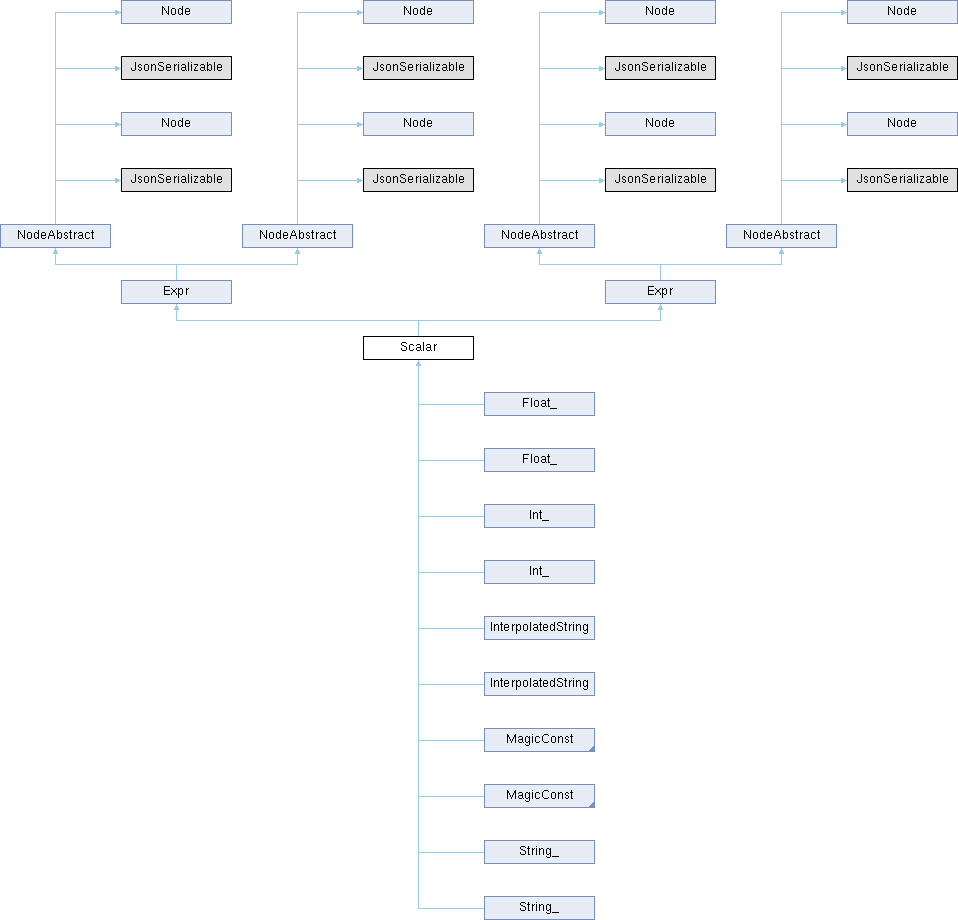 Node Node Node Node
JsonSerializable JsonSerializable JsonSerializable JsonSerializable
Node Node Node Node
JsonSerializable JsonSerializable JsonSerializable JsonSerializable
NodeAbstract NodeAbstract NodeAbstract NodeAbstract
Expr Expr
Scalar
Float_
Float_
Int_
Int_
InterpolatedString
InterpolatedString
MagicConst
MagicConst
String_
String_